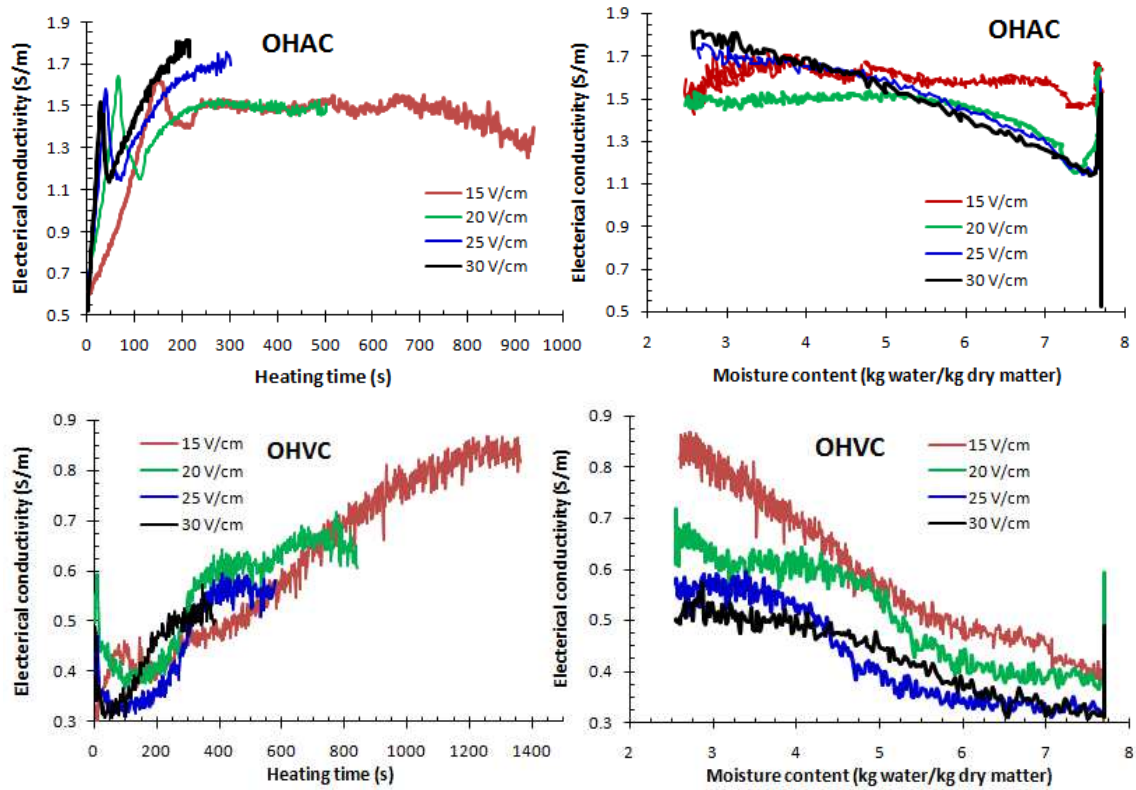 OHAC
Electerical conductivity (S/m)
1.9
1.7
1.5
1.3
1.1
0.9
0.7
0.5
15 V/cm
20 V/cm
25 V/cm
30 V/cm
0 100 200 300 400 500 600 700 800 900 1000
Heating time (s)
OHAC
Electerical conductivity (S/m)
1.9
1.7
1.5
1.3
1.1
0.9
0.7
0.5
15 V/cm
20 V/cm
25 V/cm
30 V/cm
2 3 4 5 6 7 8
Moisture content (kg water/kg dry matter)
OHVC
Electerical conductivity (S/m)
0.9
0.8
0.7
0.6
0.5
0.4
0.3
15 V/cm
20 V/cm
25 V/cm
30 V/cm
0 200 400 600 800 1000 1200 1400
Heating time (s)
OHVC
Electerical conductivity (S/m)
0.9
0.8
0.7
0.6
0.5
0.4
0.3
15 V/cm
20 V/cm
25 V/cm
30 V/cm
2 3 4 5 6 7 8
Moisture content (kg water/kg dry matter)